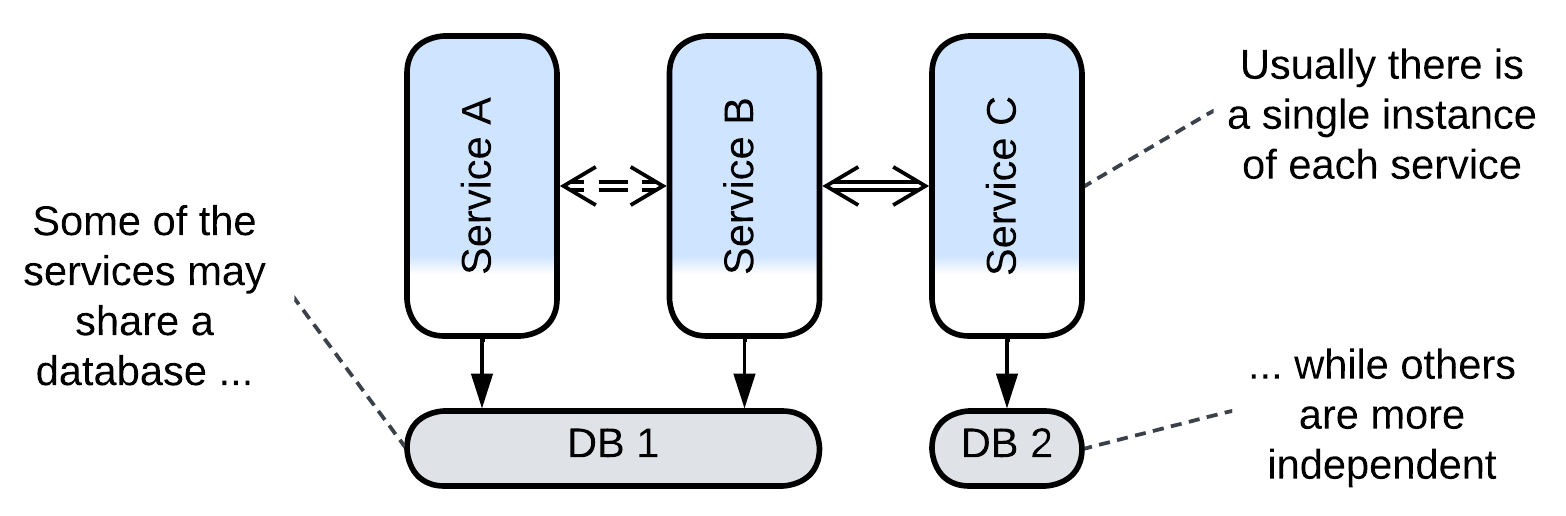 Service A
Service B
Service C
Usually there is
a single instance
of each service
Some of the
services may
share a
database ...
... while others
are more
independent
DB 1
DB 2